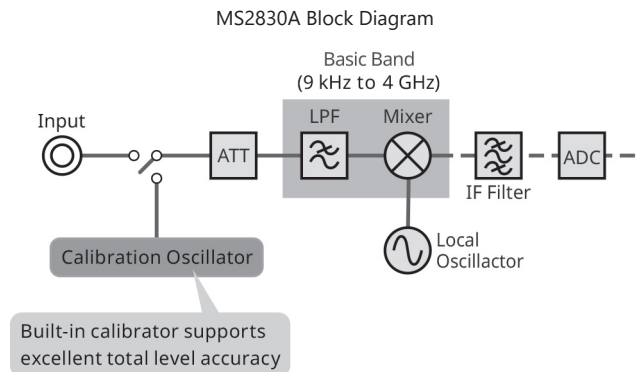 MS2830A Block Diagram
Basic Band
(9 kHz to 4 GHz)
Input
LPF
Mixer
ATT
ADC
IF Filter
Local
Oscillactor
Calibration Oscillator
Built-in calibrator supports
excellent total level accuracy